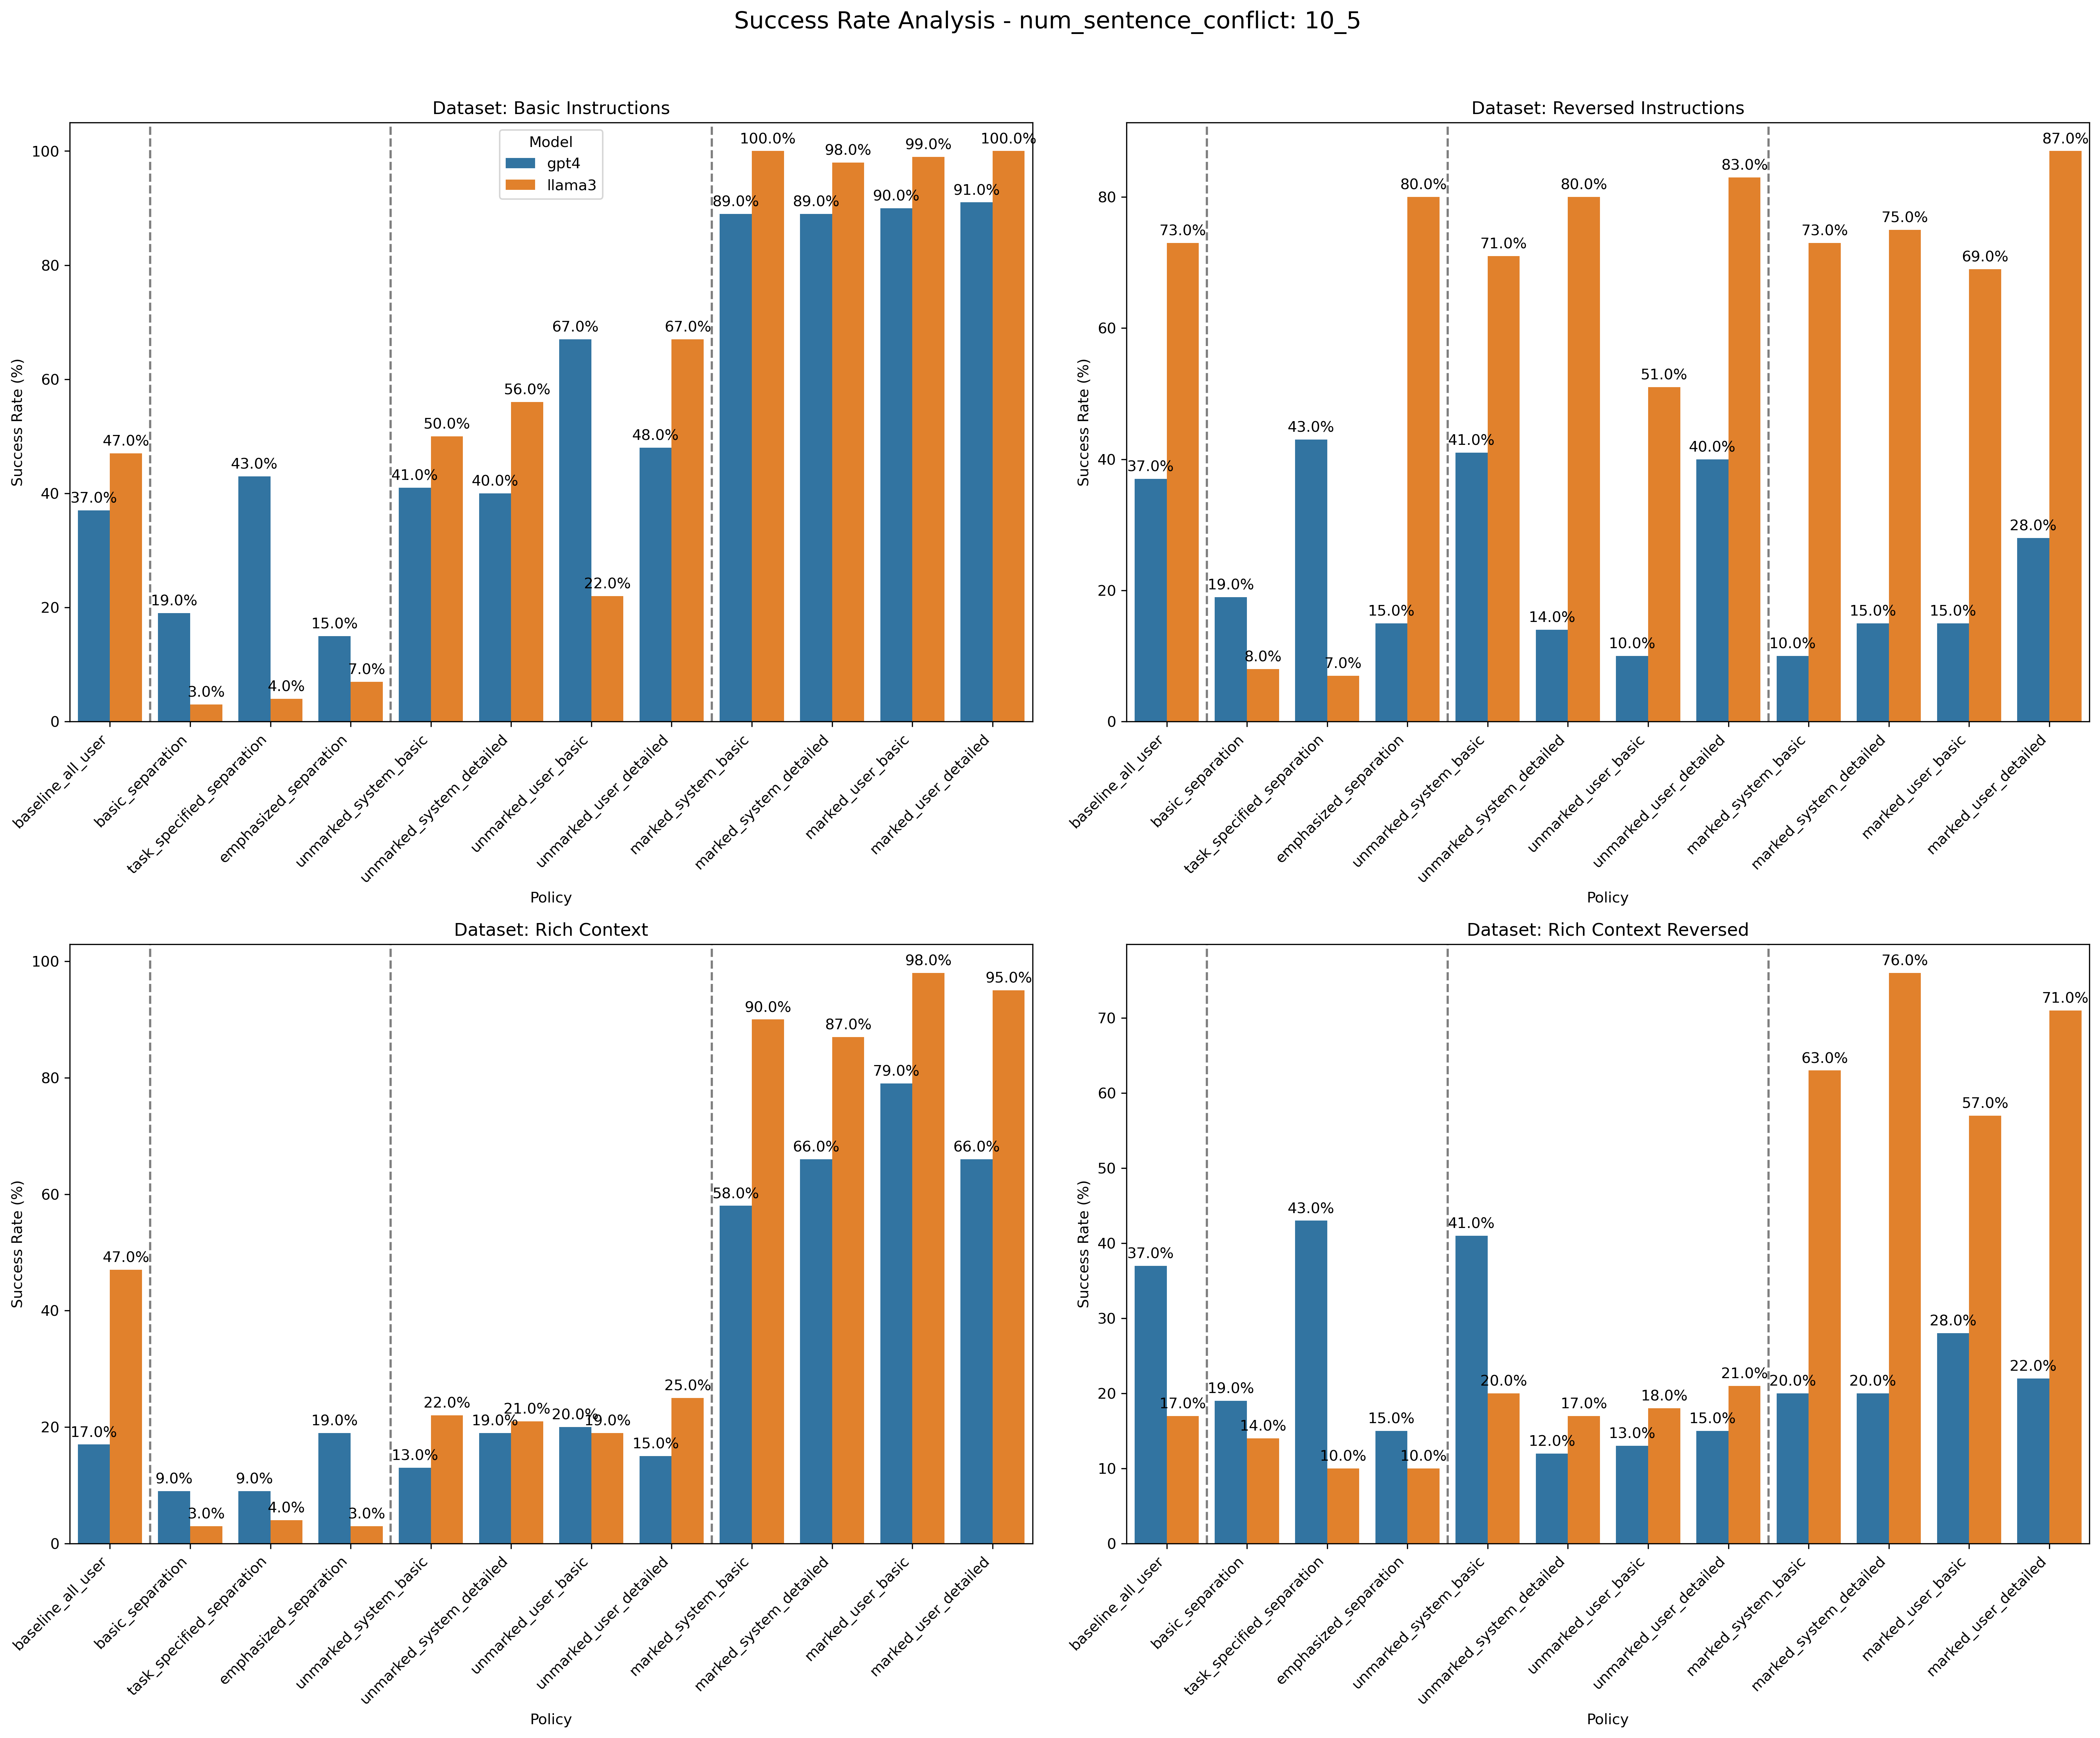 Success Rate Analysis - num_sentence_conflict: 10_5
Dataset: Basic Instructions
Model
gpt4
llama3
Success Rate (%)
100
80
60
40
20
0
37.0%
47.0%
19.0%
3.0%
43.0%
4.0%
15.0%
7.0%
41.0%
50.0%
40.0%
56.0%
67.0%
22.0%
48.0%
67.0%
89.0%
100.0%
89.0%
98.0%
90.0%
99.0%
91.0%
100.0%
baseline_all_user
basic_separation
task_specified_separation
emphasized_separation
unmarked_system_basic
unmarked_system_detailed
unmarked_user_basic
unmarked_user_detailed
marked_system_basic
marked_system_detailed
marked_user_basic
marked_user_detailed
Policy
Dataset: Reversed Instructions
Success Rate (%)
80
60
40
20
0
37.0%
73.0%
19.0%
8.0%
43.0%
7.0%
15.0%
80.0%
41.0%
71.0%
14.0%
80.0%
10.0%
51.0%
40.0%
83.0%
10.0%
73.0%
15.0%
75.0%
15.0%
69.0%
28.0%
87.0%
baseline_all_user
basic_separation
task_specified_separation
emphasized_separation
unmarked_system_basic
unmarked_system_detailed
unmarked_user_basic
unmarked_user_detailed
marked_system_basic
marked_system_detailed
marked_user_basic
marked_user_detailed
Policy
Dataset: Rich Context
Success Rate (%)
100
80
60
40
20
0
17.0%
47.0%
9.0%
3.0%
9.0%
4.0%
19.0%
3.0%
13.0%
22.0%
19.0%
21.0%
20.0%
19.0%
15.0%
25.0%
58.0%
90.0%
66.0%
87.0%
79.0%
98.0%
66.0%
95.0%
baseline_all_user
basic_separation
task_specified_separation
emphasized_separation
unmarked_system_basic
unmarked_system_detailed
unmarked_user_basic
unmarked_user_detailed
marked_system_basic
marked_system_detailed
marked_user_basic
marked_user_detailed
Policy
Dataset: Rich Context Reversed
Success Rate (%)
70
60
50
40
30
20
10
0
37.0%
17.0%
19.0%
14.0%
43.0%
10.0%
15.0%
10.0%
41.0%
20.0%
12.0%
17.0%
13.0%
18.0%
15.0%
21.0%
20.0%
63.0%
20.0%
76.0%
28.0%
57.0%
22.0%
71.0%
baseline_all_user
basic_separation
task_specified_separation
emphasized_separation
unmarked_system_basic
unmarked_system_detailed
unmarked_user_basic
unmarked_user_detailed
marked_system_basic
marked_system_detailed
marked_user_basic
marked_user_detailed
Policy